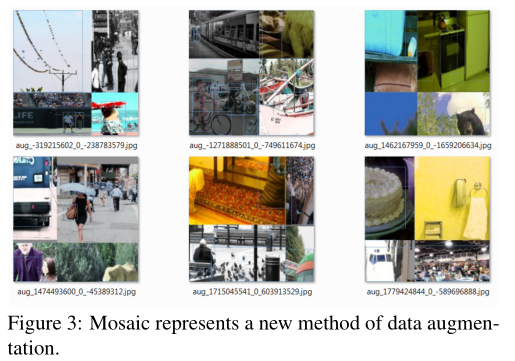 LIFE
aug_-319215602_0_-238783579.jpg
aug_-1271888501_0_-749611674.jpg
aug_1462167959_0_-1659206634.jpg
aug_1474493600_0_-45389312.jpg
aug_1715045541_0_603913529.jpg
aug_1779424844_0_-589696888.jpg
Figure 3: Mosaic represents a new method of data augmen-
tation.